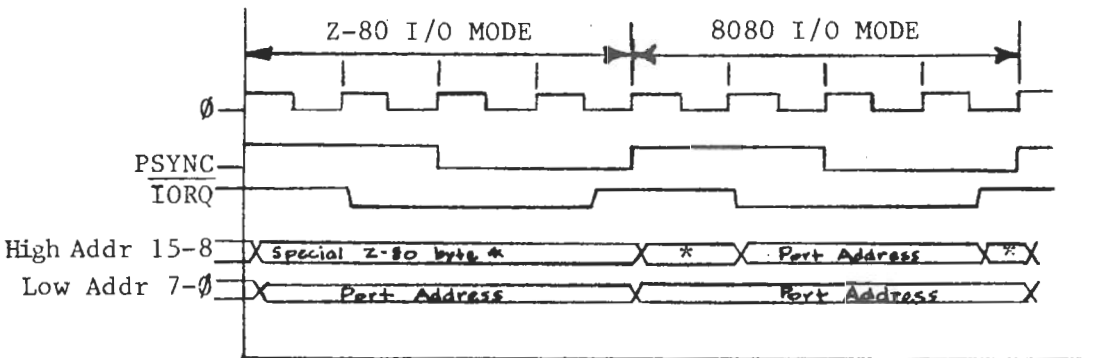 Z-80 I/O MODE 8080 I/O MODE
Ø
PSYNC
IORQ
High Addr 15-8 Special Z-80 byte * * Port Address *
Low Addr 7-Ø Port Address Port Address